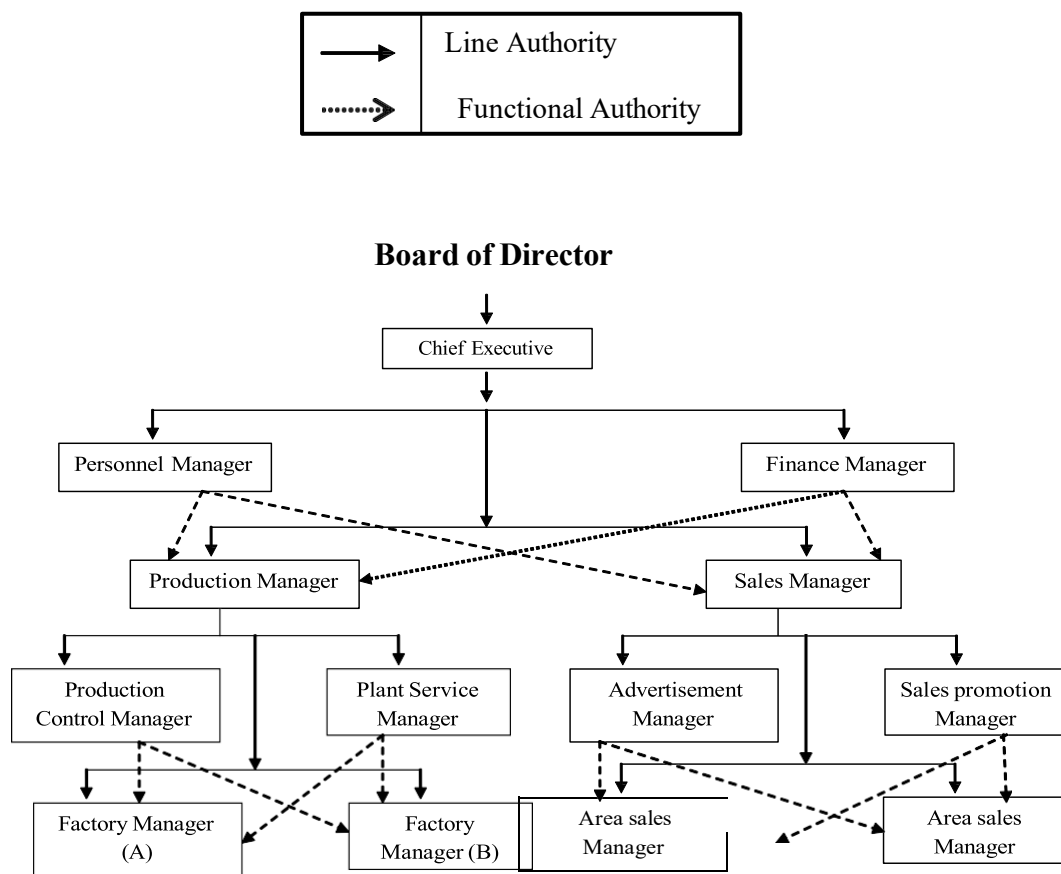 Line Authority
Functional Authority
Board of Director
Chief Executive
Personnel Manager
Finance Manager
Production Manager
Sales Manager
Production
Control Manager
Plant Service
Manager
Advertisement
Manager
Sales promotion
Manager
Factory Manager
(A)
Factory
Manager (B)
Area sales
Manager
Area sales
Manager